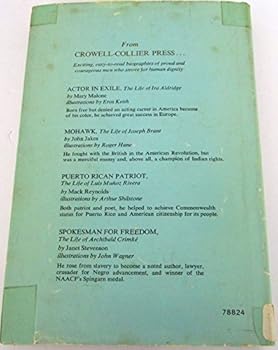 From
CROWELL-COLLIER PRESS . . .
Exciting, easy-to-read biographies of proud and
courageous men who strove for human dignity
ACTOR IN EXILE, The Life of Ira Aldridge
by Mary Malone
illustrations by Eros Keith
Born free but denied an acting career in America because
of his color, he achieved great success in Europe.
MOHAWK, The Life of Joseph Brant
by John Jakes
illustrations by Roger Hane
He fought with the British in the American Revolution, but
was a merciful enemy and, above all, a champion of Indian rights.
PUERTO RICAN PATRIOT,
The Life of Luis Muñoz Rivera
by Mack Reynolds
illustrations by Arthur Shilstone
Both patriot and poet, he helped to achieve Commonwealth
status for Puerto Rico and American citizenship for its people.
SPOKESMAN FOR FREEDOM,
The Life of Archibald Grimké
by Janet Stevenson
illustrations by John Wagner
He rose from slavery to become a noted author, lawyer,
crusader for Negro advancement, and winner of the
NAACP's Spingarn medal.
78824